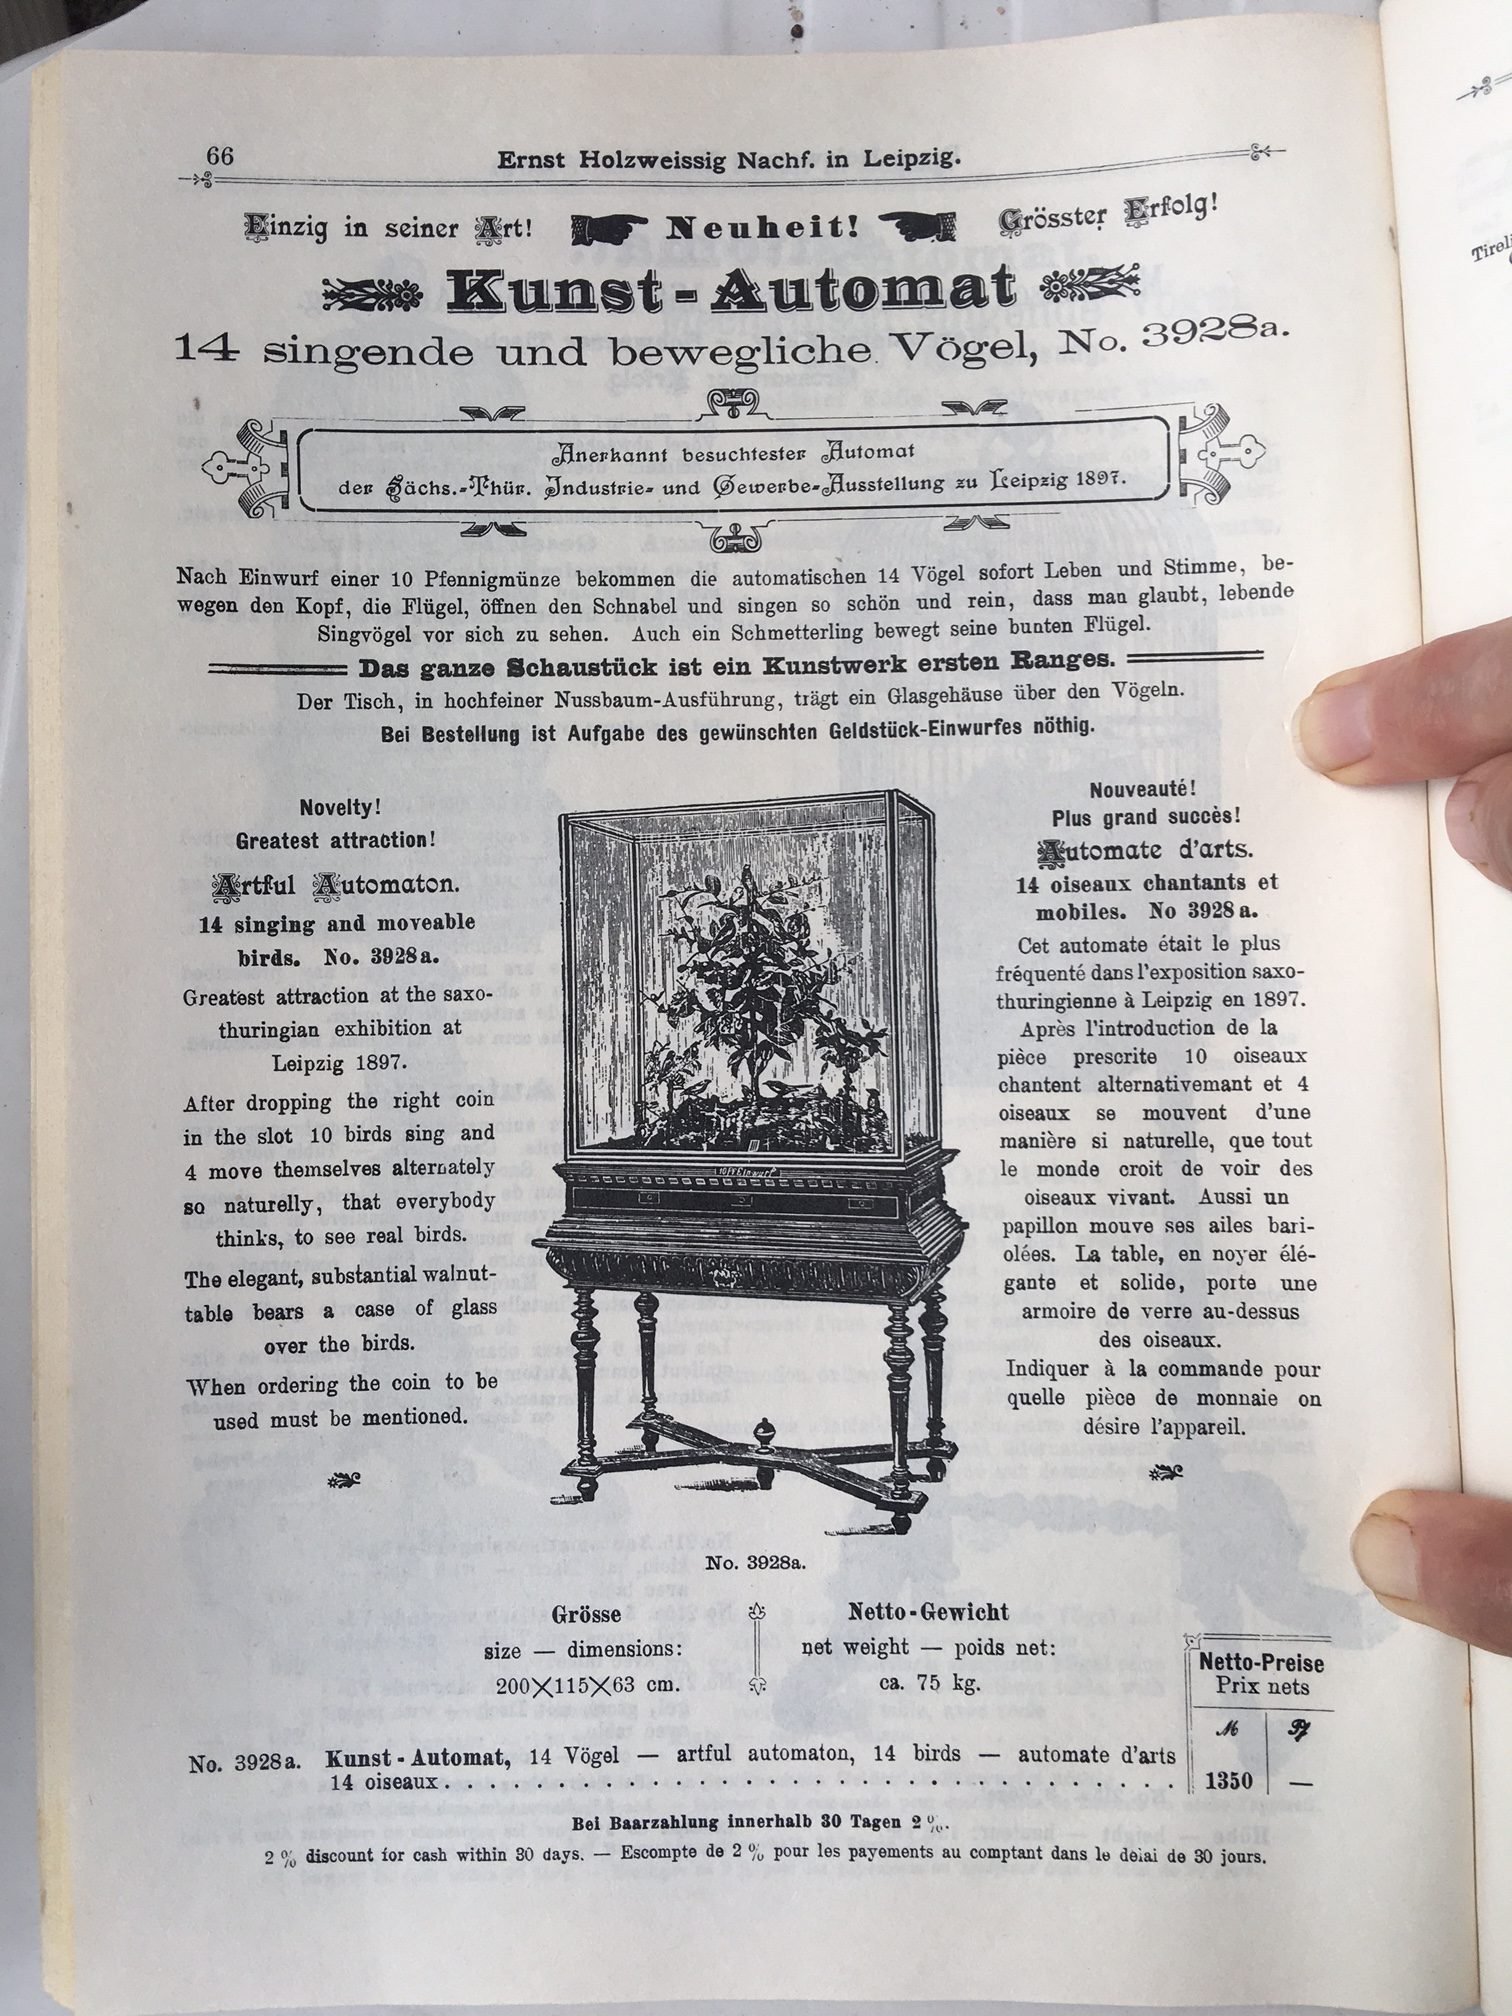 66
Ernst Holzweissig Nachf. in Leipzig.
Einzig in seiner Art!
Neuheit!
Grösster Erfolg!
Kunst-Automat
14 singende und bewegliche Vögel, No. 3928a.
Anerkannt besuchtester Automat
der Sächs.-Thür. Industrie- und Gewerbe-Ausstellung zu Leipzig 1897.
Nach Einwurf einer 10 Pfennigmünze bekommen die automatischen 14 Vögel sofort Leben und Stimme, be-
wegen den Kopf, die Flügel, öffnen den Schnabel und singen so schön und rein, dass man glaubt, lebende
Singvögel vor sich zu sehen. Auch ein Schmetterling bewegt seine bunten Flügel.
Das ganze Schaustück ist ein Kunstwerk ersten Ranges.
Der Tisch, in hochfeiner Nussbaum-Ausführung, trägt ein Glasgehäuse über den Vögeln.
Bei Bestellung ist Aufgabe des gewünschten Geldstück-Einwurfes nöthig.
Novelty!
Greatest attraction!
Artful Automaton.
14 singing and moveable
birds. No. 3928a.
Greatest attraction at the saxo-
thuringian exhibition at
Leipzig 1897.
After dropping the right coin
in the slot 10 birds sing and
4 move themselves alternately
so naturelly, that everybody
thinks, to see real birds.
The elegant, substantial walnut-
table bears a case of glass
over the birds.
When ordering the coin to be
used must be mentioned.
10 Pf Einwurf
Nouveauté!
Plus grand succès!
Automate d'arts.
14 oiseaux chantants et
mobiles. No 3928 a.
Cet automate était le plus
fréquenté dans l'exposition saxo-
thuringienne à Leipzig en 1897.
Après l'introduction de la
pièce prescrite 10 oiseaux
chantent alternativemant et 4
oiseaux se mouvent d'une
manière si naturelle, que tout
le monde croit de voir des
oiseaux vivant. Aussi un
papillon mouve ses ailes bari-
olées. La table, en noyer élé-
gante et solide, porte une
armoire de verre au-dessus
des oiseaux.
Indiquer à la commande pour
quelle pièce de monnaie on
désire l'appareil.
No. 3928a.
Grösse
size — dimensions:
200×115×63 cm.
Netto-Gewicht
net weight — poids net:
ca. 75 kg.
Netto-Preise
Prix nets
M Pf
No. 3928a. Kunst-Automat, 14 Vögel — artful automaton, 14 birds — automate d'arts
14 oiseaux . . . . . . . . . . . . . . . . . . . . . . . . . . . . . . 1350 —
Bei Baarzahlung innerhalb 30 Tagen 2 %.
2 % discount for cash within 30 days. — Escompte de 2 % pour les payements au comptant dans le délai de 30 jours.